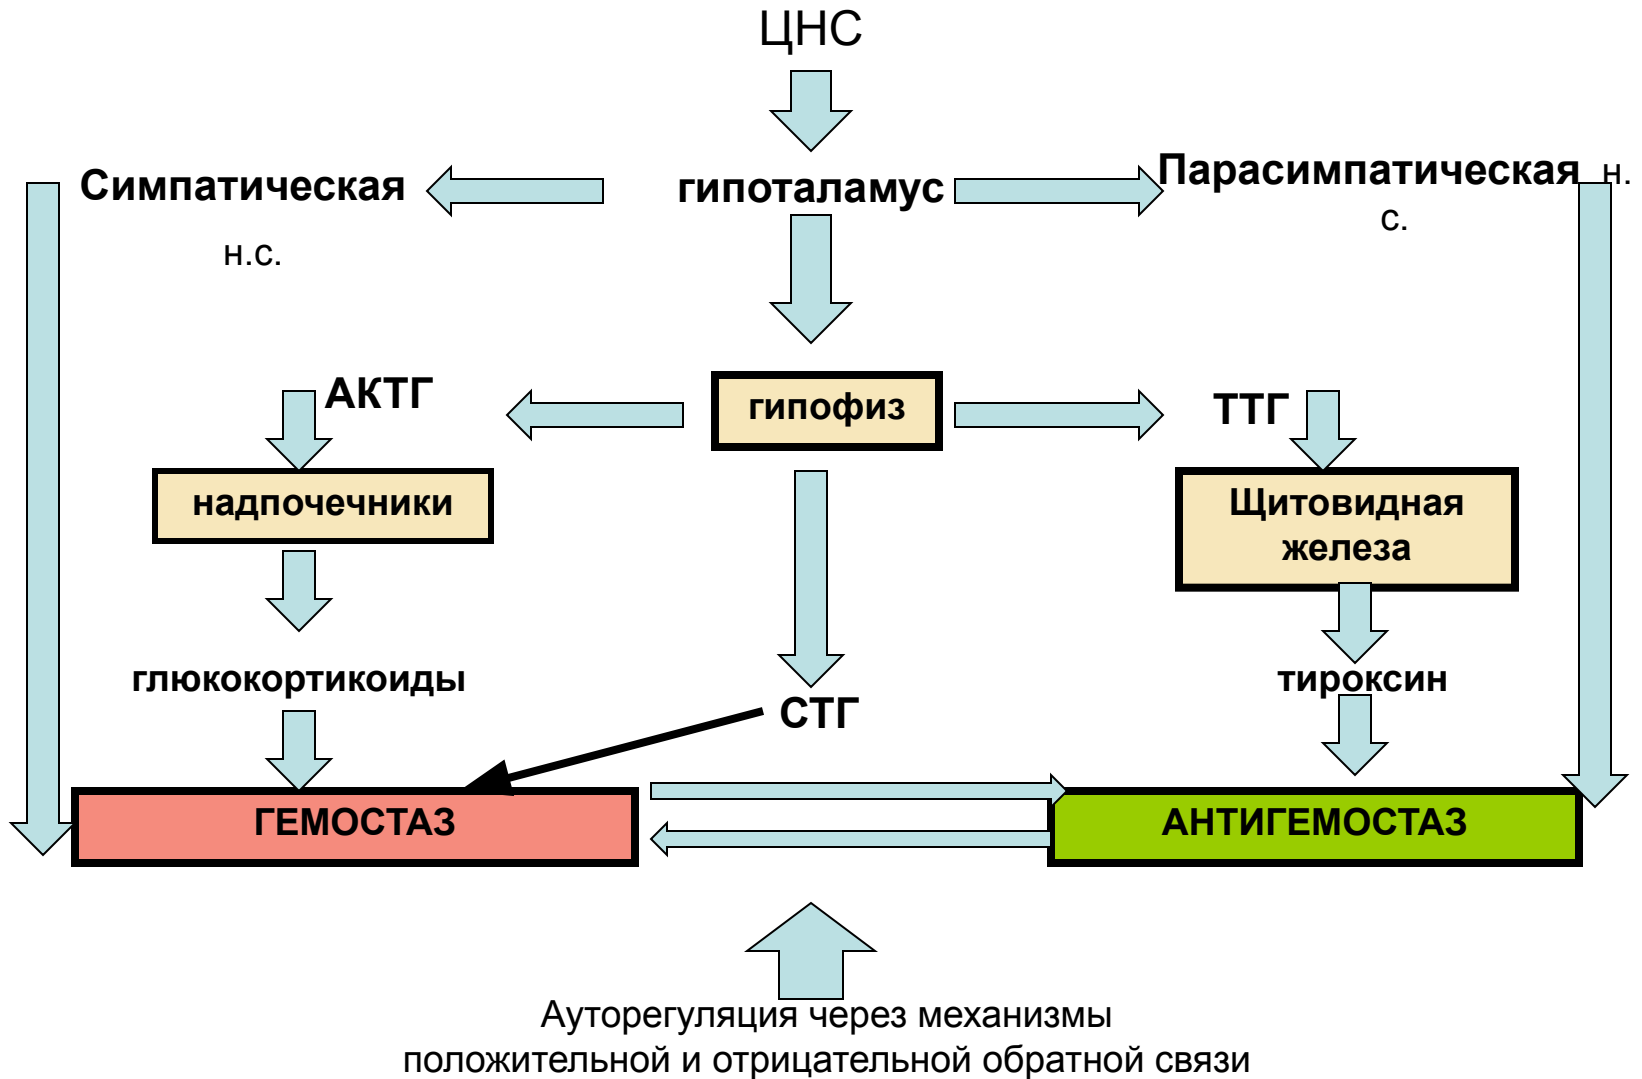 ЦНС
Симпатическая
н.с.
гипоталамус
Парасимпатическая н.
с.
АКТГ
гипофиз
ТТГ
надпочечники
Щитовидная
железа
глюкокортикоиды
СТГ
тироксин
ГЕМОСТАЗ
АНТИГЕМОСТАЗ
Ауторегуляция через механизмы
положительной и отрицательной обратной связи